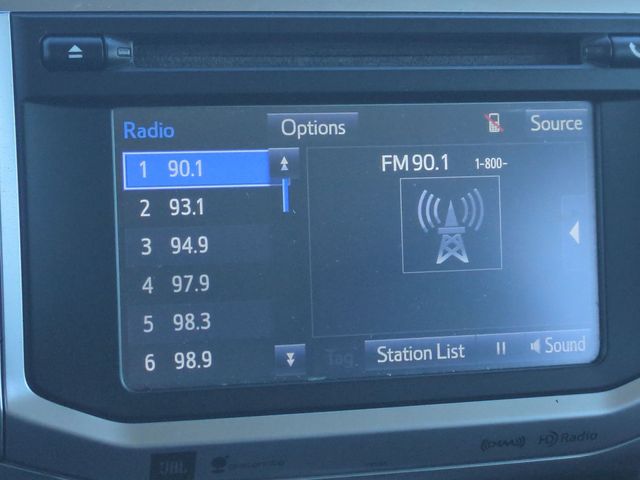 Radio Options Source
1 90.1
2 93.1
3 94.9
4 97.9
5 98.3
6 98.9
FM 90.1 1-800-
Tag Station List Sound
JBL HD Radio